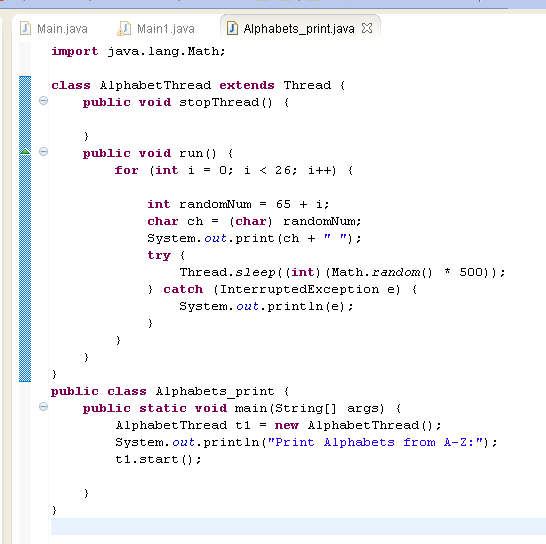 Main.java Main1.java Alphabets_print.java
import java.lang.Math;
class AlphabetThread extends Thread {
public void stopThread() {
}
public void run() {
for (int i = 0; i < 26; i++) {
int randomNum = 65 + i;
char ch = (char) randomNum;
System.out.print(ch + " ");
try {
Thread.sleep((int)(Math.random() * 500));
} catch (InterruptedException e) {
System.out.println(e);
}
}
}
}
public class Alphabets_print {
public static void main(String[] args) {
AlphabetThread t1 = new AlphabetThread();
System.out.println("Print Alphabets from A-Z:");
t1.start();
}
}